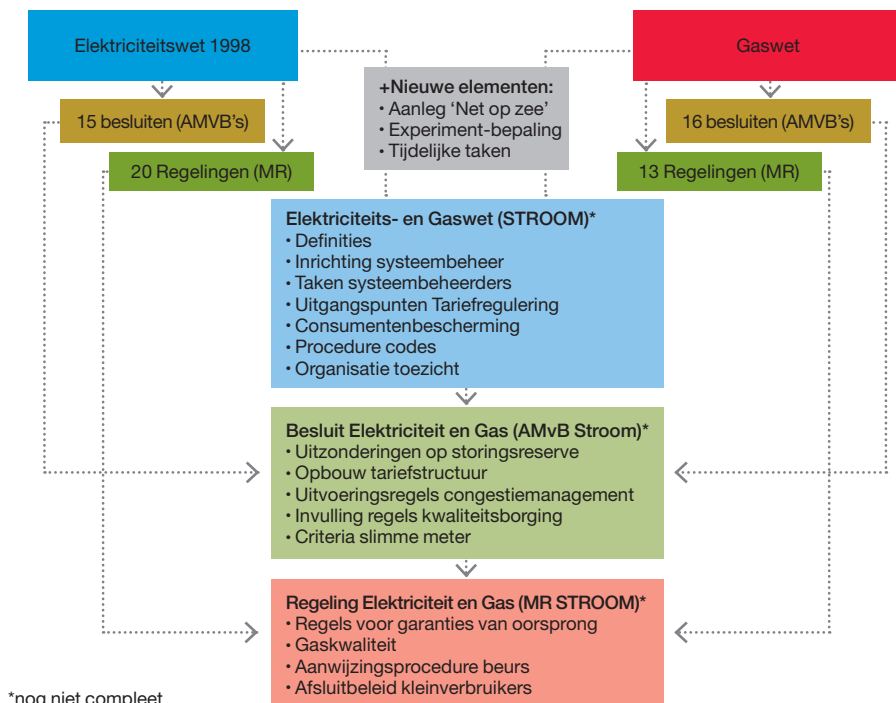 Elektriciteitswet 1998
Gaswet
+Nieuwe elementen:
• Aanleg ‘Net op zee’
• Experiment-bepaling
• Tijdelijke taken
15 besluiten (AMVB's)
16 besluiten (AMVB's)
20 Regelingen (MR)
13 Regelingen (MR)
Elektriciteits- en Gaswet (STROOM)*
• Definities
• Inrichting systeembeheer
• Taken systeembeheerders
• Uitgangspunten Tariefregulering
• Consumentenbescherming
• Procedure codes
• Organisatie toezicht
Besluit Elektriciteit en Gas (AMvB Stroom)*
• Uitzonderingen op storingsreserve
• Opbouw tariefstructuur
• Uitvoeringsregels congestiemanagement
• Invulling regels kwaliteitsborging
• Criteria slimme meter
Regeling Elektriciteit en Gas (MR STROOM)*
• Regels voor garanties van oorsprong
• Gaskwaliteit
• Aanwijzingsprocedure beurs
• Afsluitbeleid kleinverbruikers
*nog niet compleet